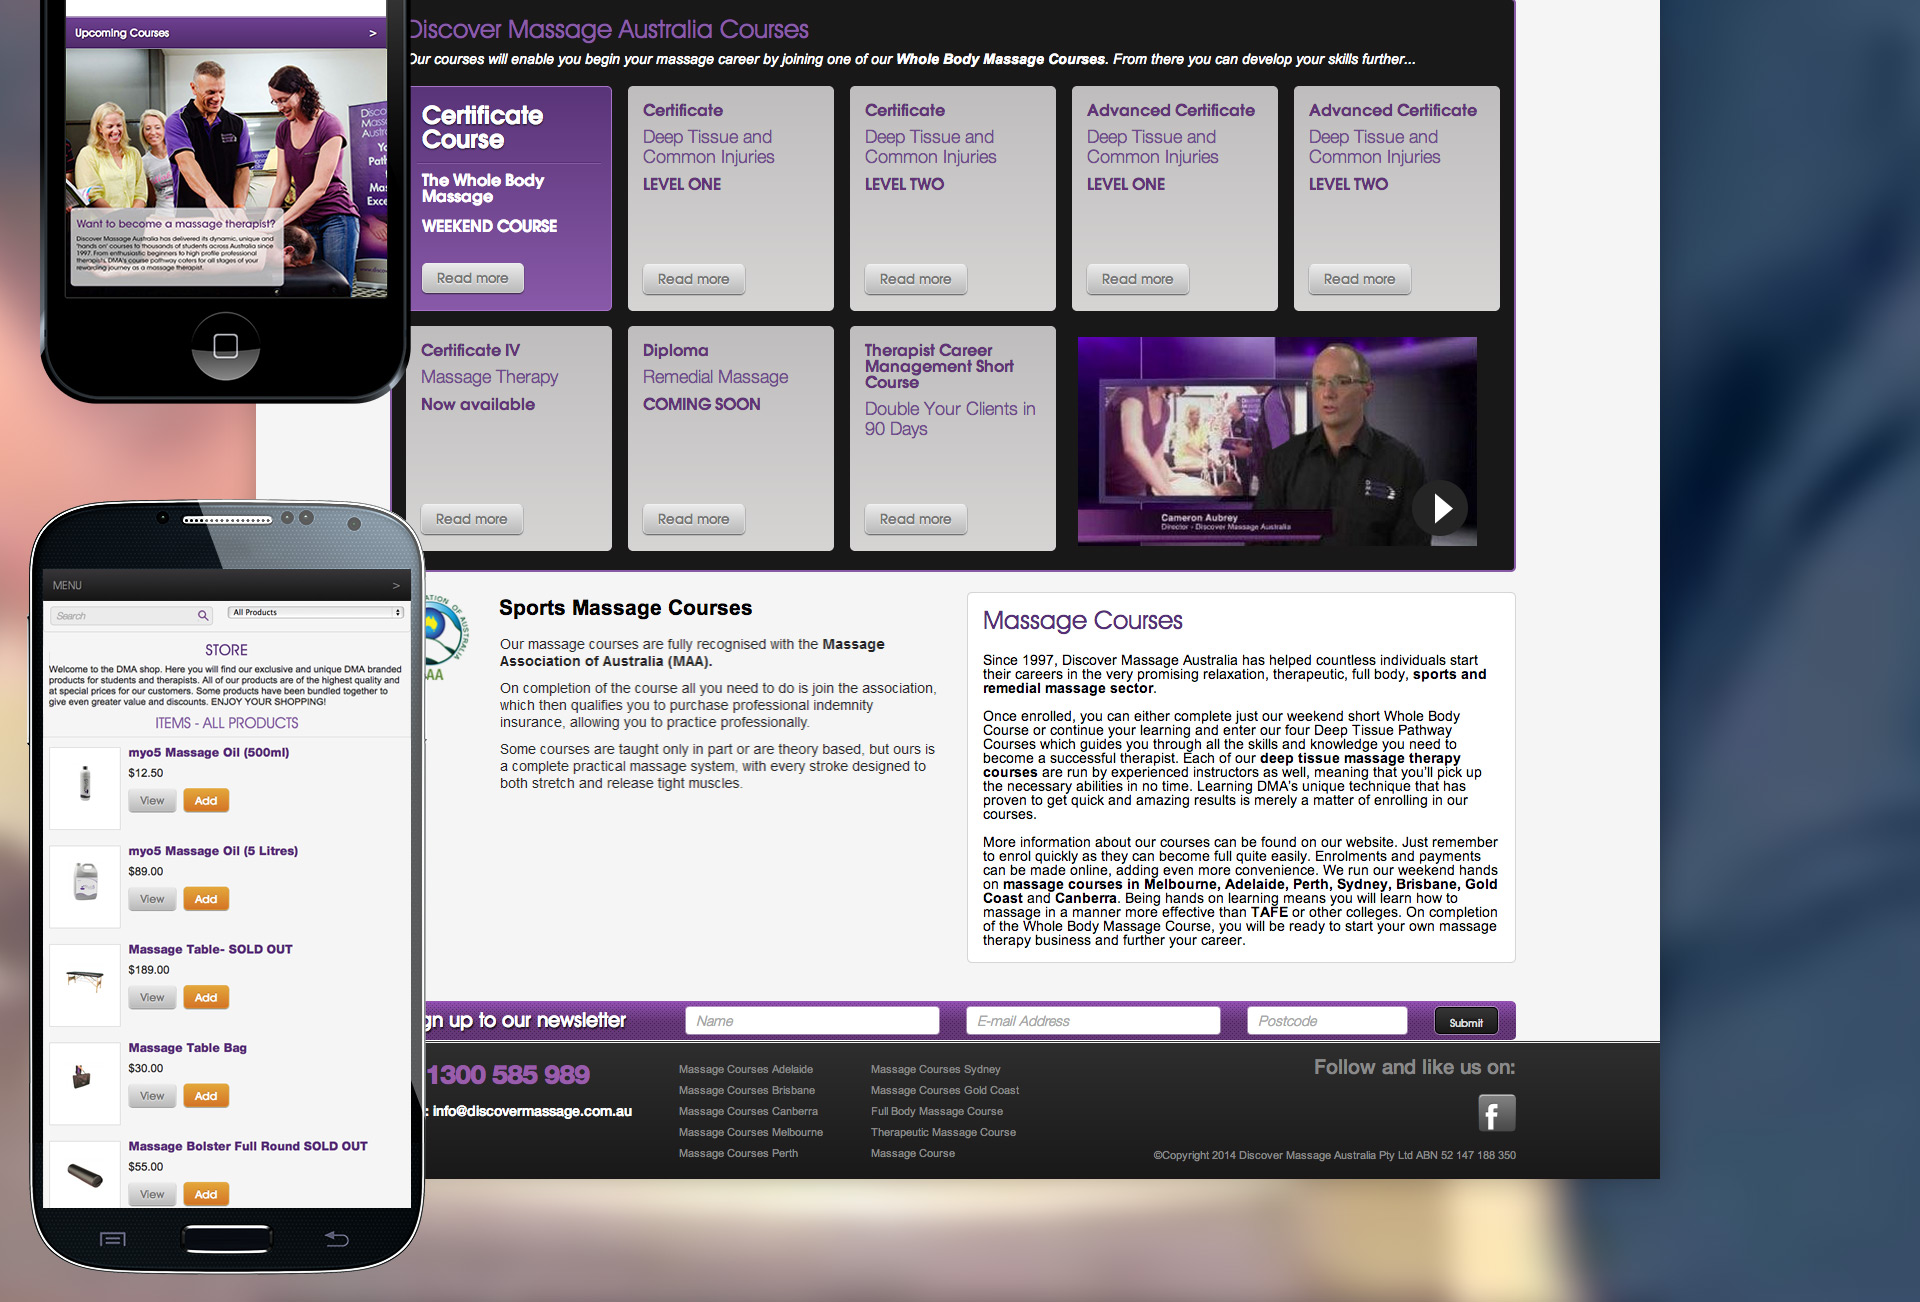 Upcoming Courses >
Want to become a massage therapist?
Discover Massage Australia has delivered its dynamic, unique and
'hands on' courses to thousands of students across Australia since
1997. From enthusiastic beginners to high profile professional
therapists, DMA's course pathway caters for all stages of your
rewarding journey as a massage therapist.
Discover Massage Australia Courses
Our courses will enable you begin your massage career by joining one of our Whole Body Massage Courses. From there you can develop your skills further...
Certificate
Course
The Whole Body
Massage
WEEKEND COURSE
Read more
Certificate
Deep Tissue and
Common Injuries
LEVEL ONE
Read more
Certificate
Deep Tissue and
Common Injuries
LEVEL TWO
Read more
Advanced Certificate
Deep Tissue and
Common Injuries
LEVEL ONE
Read more
Advanced Certificate
Deep Tissue and
Common Injuries
LEVEL TWO
Read more
Certificate IV
Massage Therapy
Now available
Read more
Diploma
Remedial Massage
COMING SOON
Read more
Therapist Career
Management Short
Course
Double Your Clients in
90 Days
Read more
Cameron Aubrey
Director - Discover Massage Australia
MENU >
Search
All Products
STORE
Welcome to the DMA shop. Here you will find our exclusive and unique DMA branded
products for students and therapists. All of our products are of the highest quality and
at special prices for our customers. Some products have been bundled together to
give even greater value and discounts. ENJOY YOUR SHOPPING!
ITEMS - ALL PRODUCTS
myo5 Massage Oil (500ml)
$12.50
View Add
myo5 Massage Oil (5 Litres)
$89.00
View Add
Massage Table- SOLD OUT
$189.00
View Add
Massage Table Bag
$30.00
View Add
Massage Bolster Full Round SOLD OUT
$55.00
View Add
Sports Massage Courses
Our massage courses are fully recognised with the Massage
Association of Australia (MAA).
On completion of the course all you need to do is join the association,
which then qualifies you to purchase professional indemnity
insurance, allowing you to practice professionally.
Some courses are taught only in part or are theory based, but ours is
a complete practical massage system, with every stroke designed to
both stretch and release tight muscles.
Massage Courses
Since 1997, Discover Massage Australia has helped countless individuals start
their careers in the very promising relaxation, therapeutic, full body, sports and
remedial massage sector.
Once enrolled, you can either complete just our weekend short Whole Body
Course or continue your learning and enter our four Deep Tissue Pathway
Courses which guides you through all the skills and knowledge you need to
become a successful therapist. Each of our deep tissue massage therapy
courses are run by experienced instructors as well, meaning that you'll pick up
the necessary abilities in no time. Learning DMA's unique technique that has
proven to get quick and amazing results is merely a matter of enrolling in our
courses.
More information about our courses can be found on our website. Just remember
to enrol quickly as they can become full quite easily. Enrolments and payments
can be made online, adding even more convenience. We run our weekend hands
on massage courses in Melbourne, Adelaide, Perth, Sydney, Brisbane, Gold
Coast and Canberra. Being hands on learning means you will learn how to
massage in a manner more effective than TAFE or other colleges. On completion
of the Whole Body Massage Course, you will be ready to start your own massage
therapy business and further your career.
gn up to our newsletter
Name
E-mail Address
Postcode
Submit
1300 585 989
: info@discovermassage.com.au
Massage Courses Adelaide
Massage Courses Brisbane
Massage Courses Canberra
Massage Courses Melbourne
Massage Courses Perth
Massage Courses Sydney
Massage Courses Gold Coast
Full Body Massage Course
Therapeutic Massage Course
Massage Course
Follow and like us on:
f
©Copyright 2014 Discover Massage Australia Pty Ltd ABN 52 147 188 350